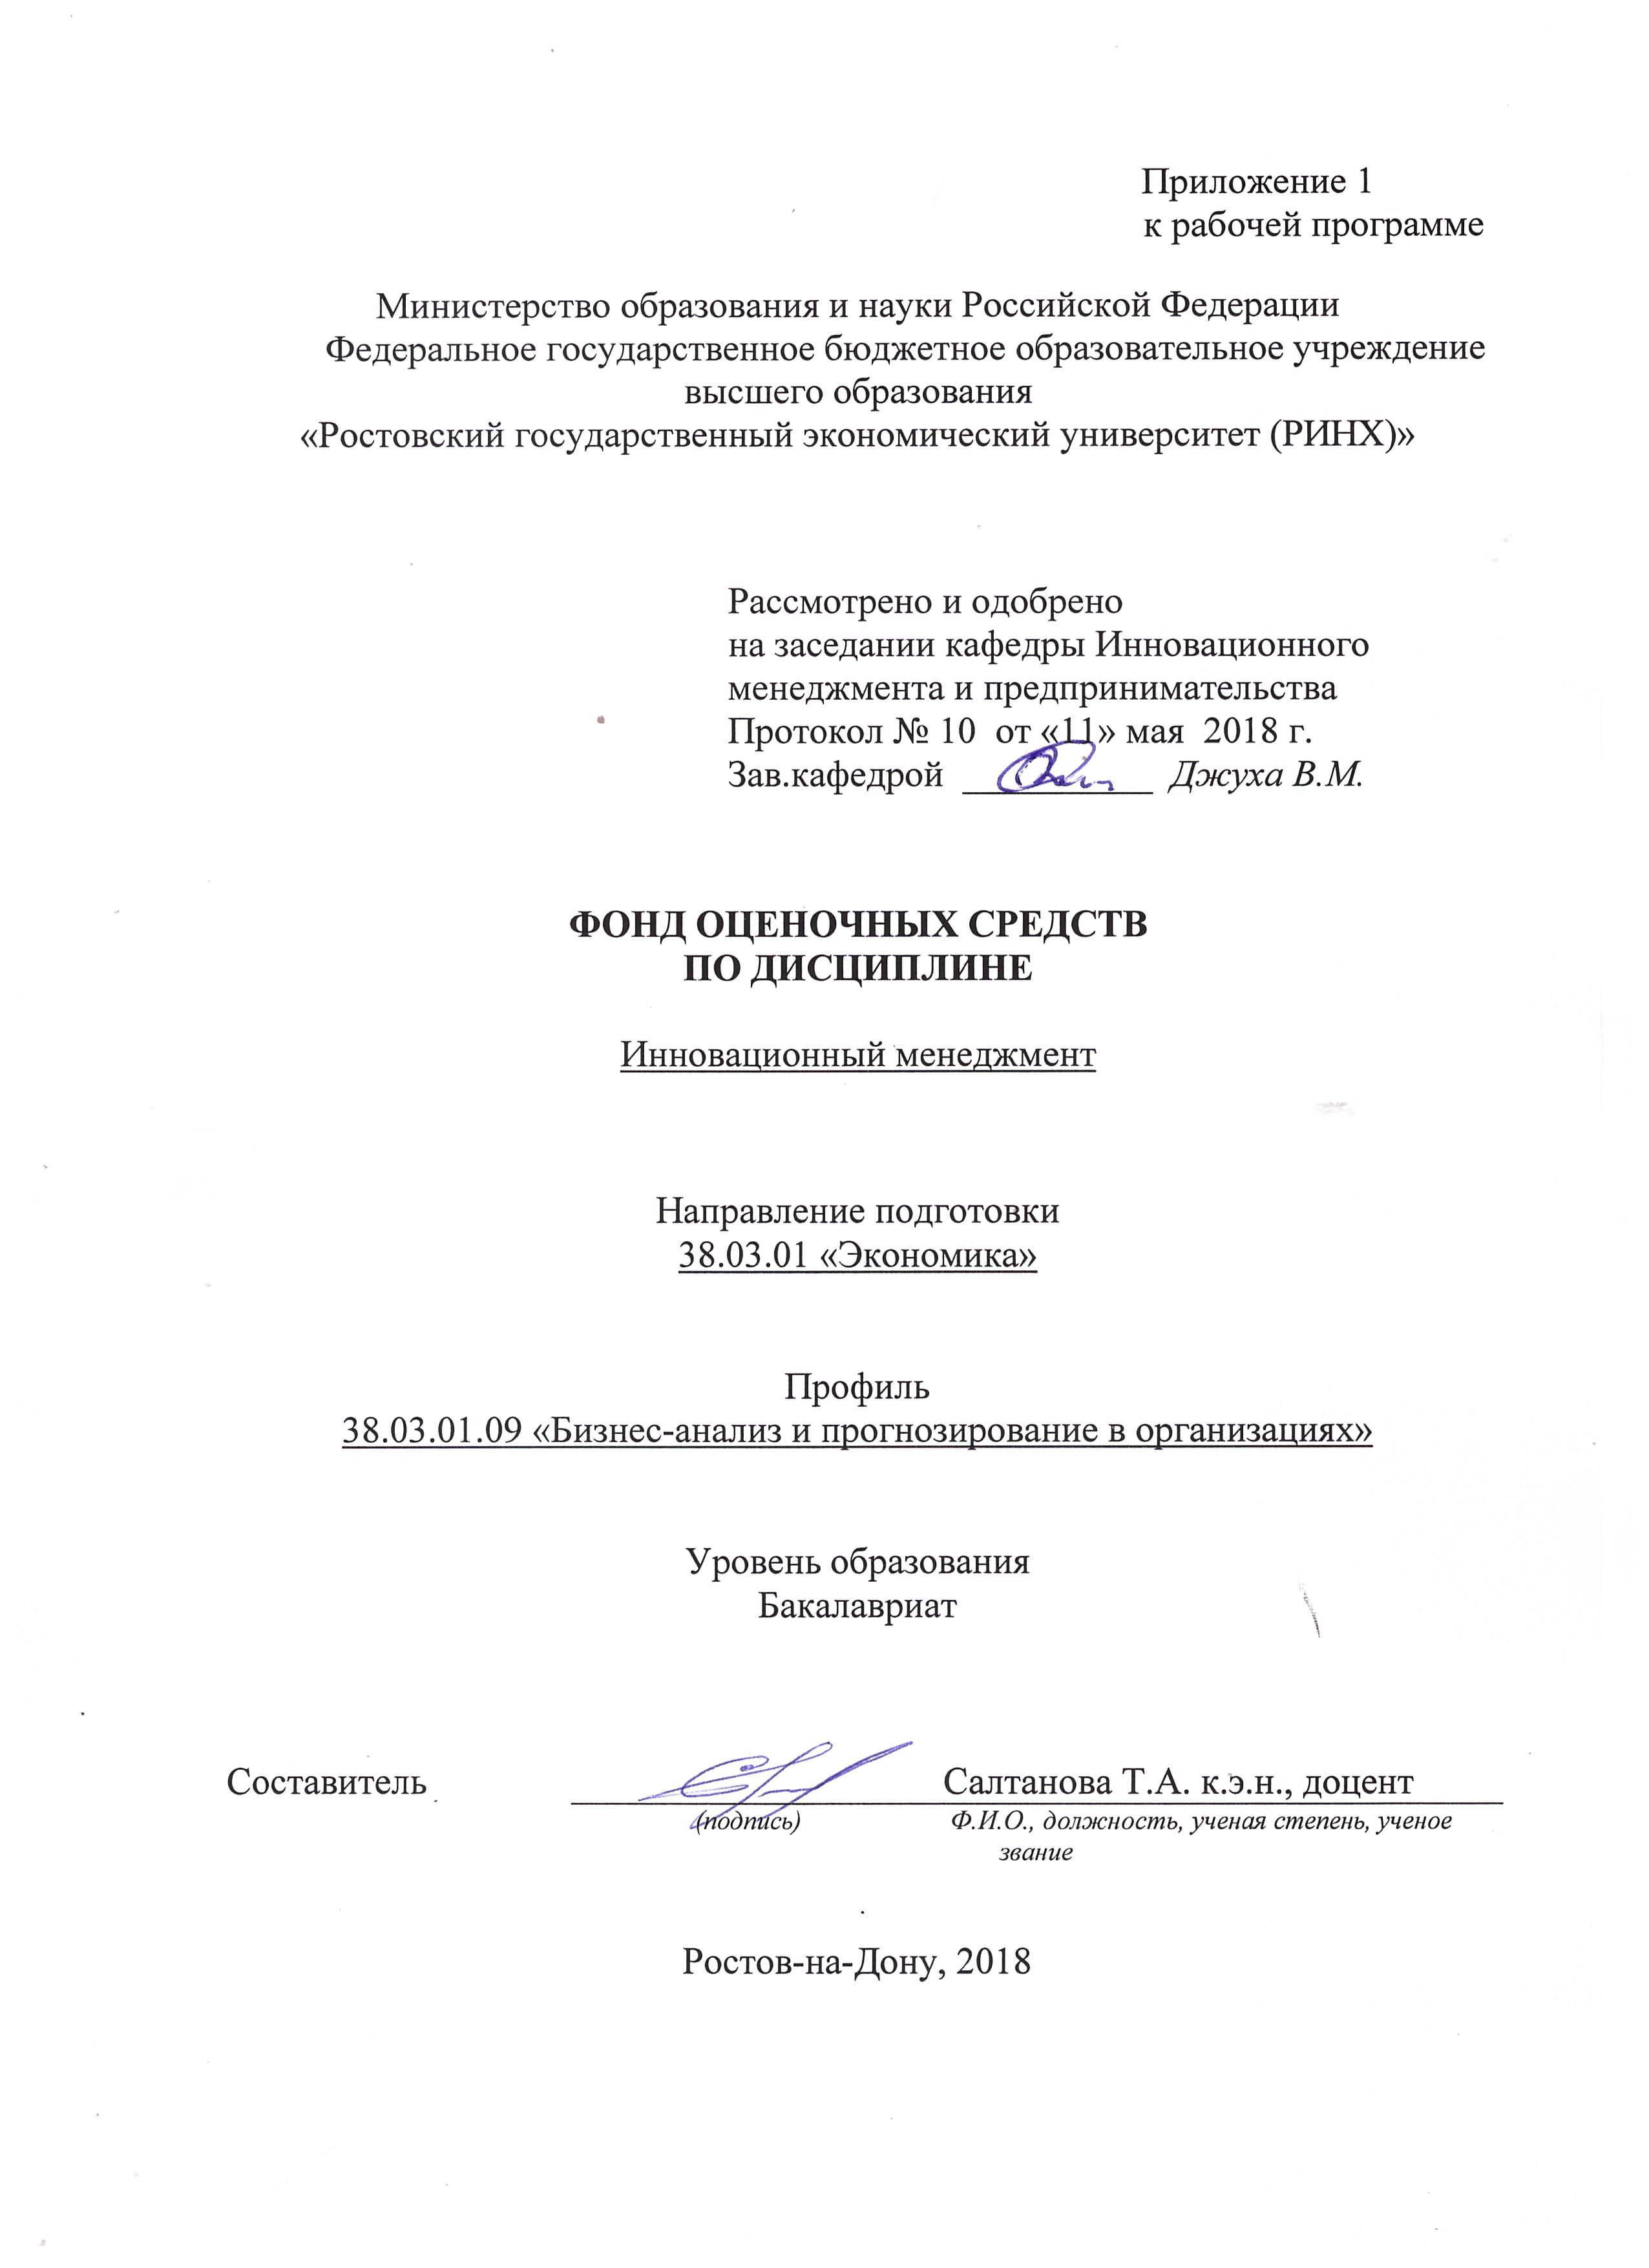 Приложение 1
к рабочей программе
Министерство образования и науки Российской Федерации
Федеральное государственное бюджетное образовательное учреждение
высшего образования
«Ростовский государственный экономический университет (РИНХ)»
Рассмотрено и одобрено
на заседании кафедры Инновационного
менеджмента и предпринимательства
Протокол № 10 от «11» мая 2018 г.
Зав.кафедрой Джуха В.М.
ФОНД ОЦЕНОЧНЫХ СРЕДСТВ
ПО ДИСЦИПЛИНЕ
Инновационный менеджмент
Направление подготовки
38.03.01 «Экономика»
Профиль
38.03.01.09 «Бизнес-анализ и прогнозирование в организациях»
Уровень образования
Бакалавриат
Составитель Салтанова Т.А. к.э.н., доцент
(подпись) Ф.И.О., должность, ученая степень, ученое
звание
Ростов-на-Дону, 2018